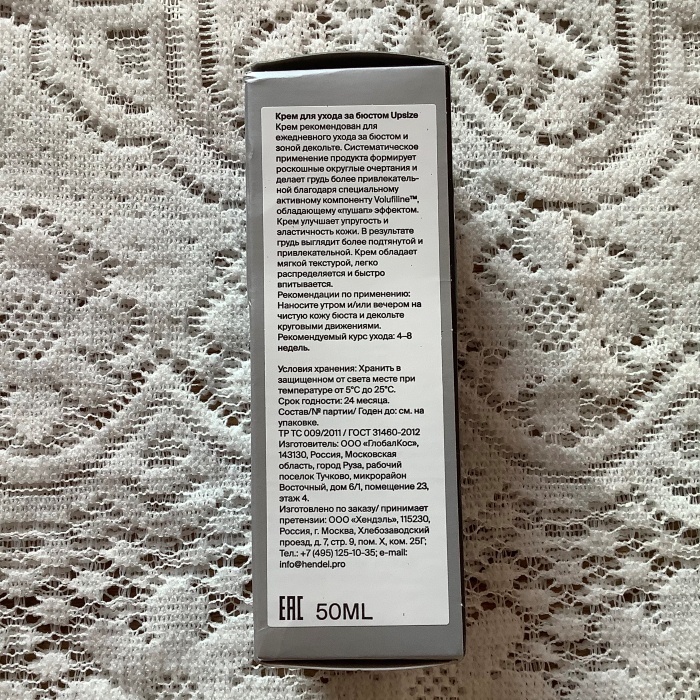 Крем для ухода за бюстом Upsize
Крем рекомендован для
ежедневного ухода за бюстом и
зоной декольте. Систематическое
применение продукта формирует
роскошные округлые очертания и
делает грудь более привлекатель-
ной благодаря специальному
активному компоненту Volufiline™,
обладающему «пушап» эффектом.
Крем улучшает упругость и
эластичность кожи. В результате
грудь выглядит более подтянутой и
привлекательной. Крем обладает
мягкой текстурой, легко
распределяется и быстро
впитывается.
Рекомендации по применению:
Наносите утром и/или вечером на
чистую кожу бюста и декольте
круговыми движениями.
Рекомендуемый курс ухода: 4–8
недель.
Условия хранения: Хранить в
защищенном от света месте при
температуре от 5°C до 25°C.
Срок годности: 24 месяца.
Состав/№ партии/ Годен до: см. на
упаковке.
ТР ТС 009/2011 / ГОСТ 31460-2012
Изготовитель: ООО «ГлобалКос»,
143130, Россия, Московская
область, город Руза, рабочий
поселок Тучково, микрорайон
Восточный, дом 6/1, помещение 23,
этаж 4.
Изготовлено по заказу/ принимает
претензии: ООО «Хендэль», 115230,
Россия, г. Москва, Хлебозаводский
проезд, д. 7, стр. 9, пом. X, ком. 25Г;
Тел.: +7 (495) 125-10-35; e-mail:
info@hendel.pro
EAC 50ML